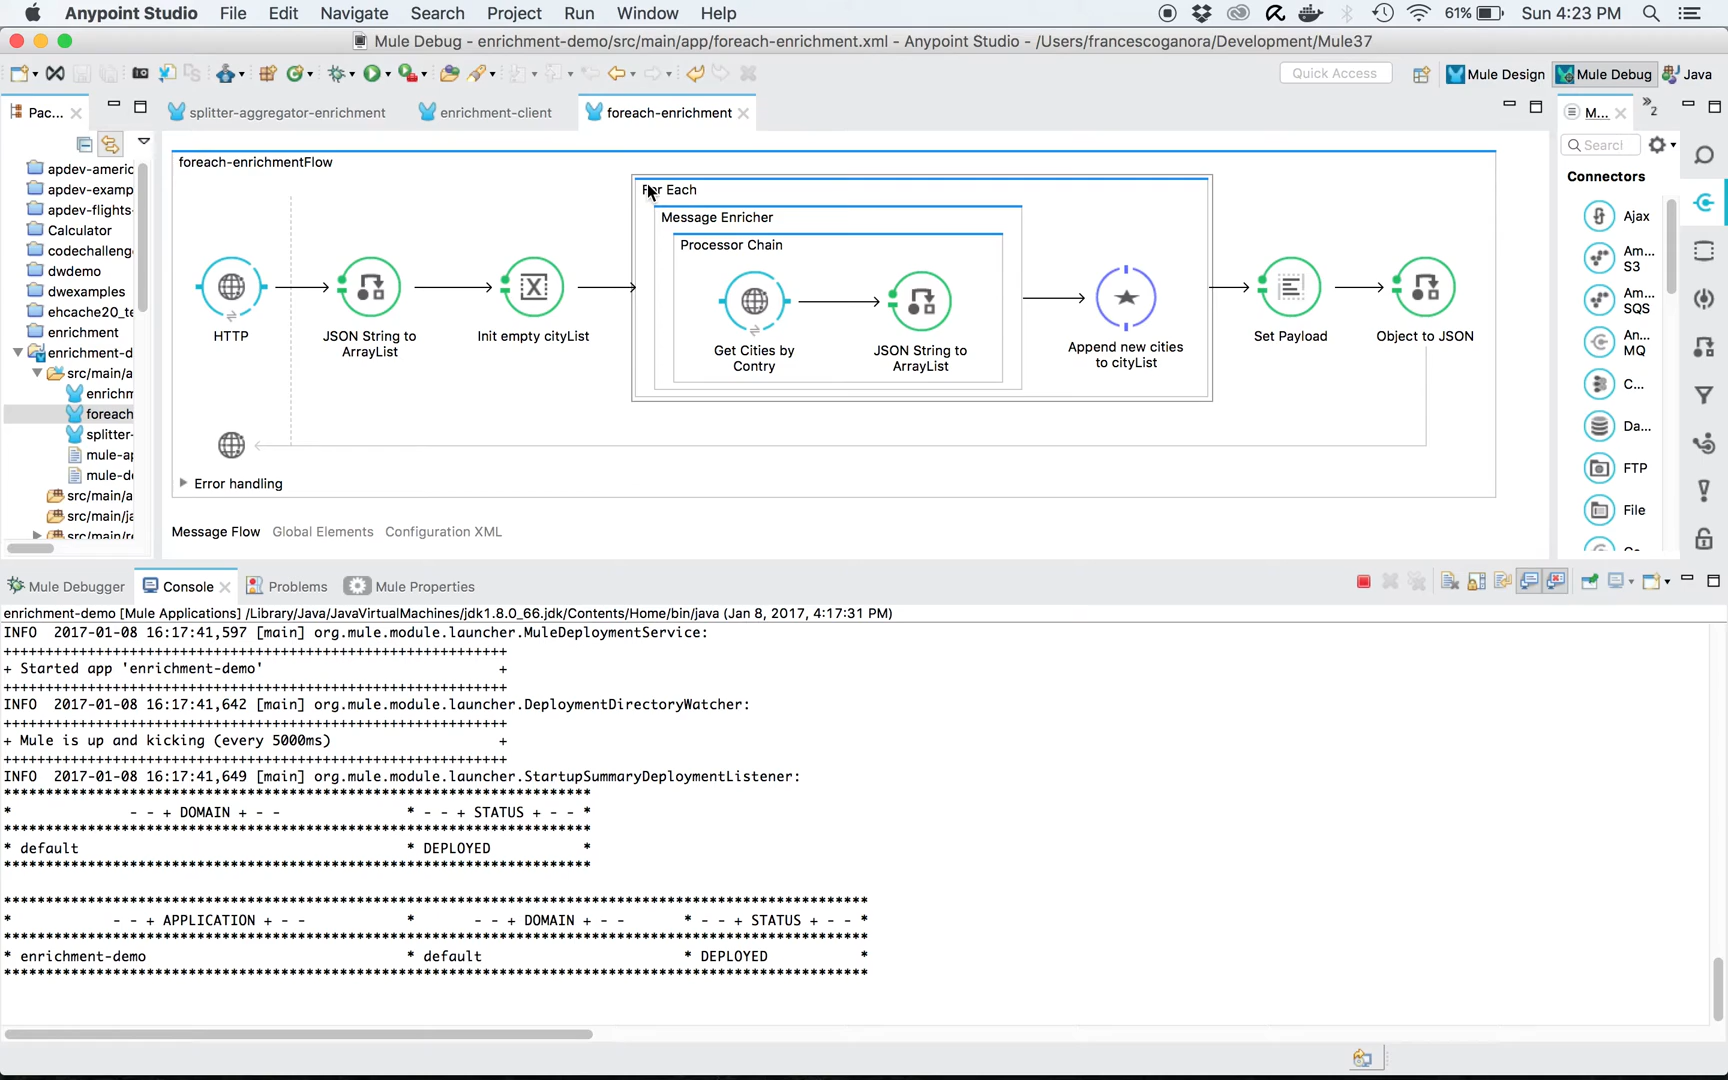 Anypoint Studio File Edit Navigate Search Project Run Window Help 61% Sun 4:23 PM
Mule Debug - enrichment-demo/src/main/app/foreach-enrichment.xml - Anypoint Studio - /Users/francescoganora/Development/Mule37
Quick Access Mule Design Mule Debug Java
Pac... splitter-aggregator-enrichment enrichment-client foreach-enrichment M... 2
Searcl
apdev-americ
apdev-examp
apdev-flights-
Calculator
codechalleng
dwdemo
dwexamples
ehcache20_te
enrichment
enrichment-d
src/main/a
enrichm
foreach
splitter-
mule-ap
mule-de
src/main/a
src/main/ja
src/main/re
foreach-enrichmentFlow
For Each
Message Enricher
Processor Chain
HTTP
JSON String to
ArrayList
Init empty cityList
Get Cities by
Contry
JSON String to
ArrayList
Append new cities
to cityList
Set Payload
Object to JSON
Error handling
Message Flow Global Elements Configuration XML
Connectors
Ajax
Am...
S3
Am...
SQS
An...
MQ
C...
Da...
FTP
File
Mule Debugger Console Problems Mule Properties
enrichment-demo [Mule Applications] /Library/Java/JavaVirtualMachines/jdk1.8.0_66.jdk/Contents/Home/bin/java (Jan 8, 2017, 4:17:31 PM)
INFO 2017-01-08 16:17:41,597 [main] org.mule.module.launcher.MuleDeploymentService:
++++++++++++++++++++++++++++++++++++++++++++++++++++++++++++
+ Started app 'enrichment-demo' +
++++++++++++++++++++++++++++++++++++++++++++++++++++++++++++
INFO 2017-01-08 16:17:41,642 [main] org.mule.module.launcher.DeploymentDirectoryWatcher:
++++++++++++++++++++++++++++++++++++++++++++++++++++++++++++
+ Mule is up and kicking (every 5000ms) +
++++++++++++++++++++++++++++++++++++++++++++++++++++++++++++
INFO 2017-01-08 16:17:41,649 [main] org.mule.module.launcher.StartupSummaryDeploymentListener:
**********************************************************************
* - - + DOMAIN + - - * - - + STATUS + - - *
**********************************************************************
* default * DEPLOYED *
**********************************************************************
*******************************************************************************************************
* - - + APPLICATION + - - * - - + DOMAIN + - - * - - + STATUS + - - *
*******************************************************************************************************
* enrichment-demo * default * DEPLOYED *
*******************************************************************************************************